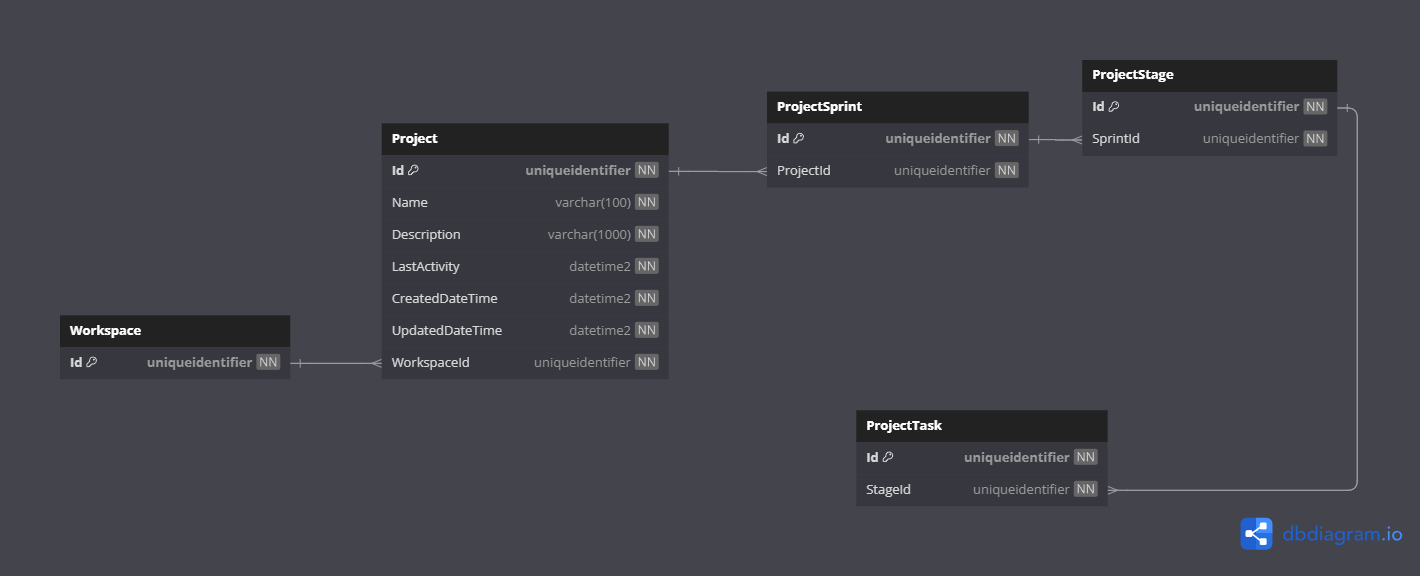 ProjectStage
Id uniqueidentifier NN
SprintId uniqueidentifier NN
ProjectSprint
Id uniqueidentifier NN
ProjectId uniqueidentifier NN
Project
Id uniqueidentifier NN
Name varchar(100) NN
Description varchar(1000) NN
LastActivity datetime2 NN
CreatedDateTime datetime2 NN
UpdatedDateTime datetime2 NN
WorkspaceId uniqueidentifier NN
Workspace
Id uniqueidentifier NN
ProjectTask
Id uniqueidentifier NN
StageId uniqueidentifier NN
dbdiagram.io